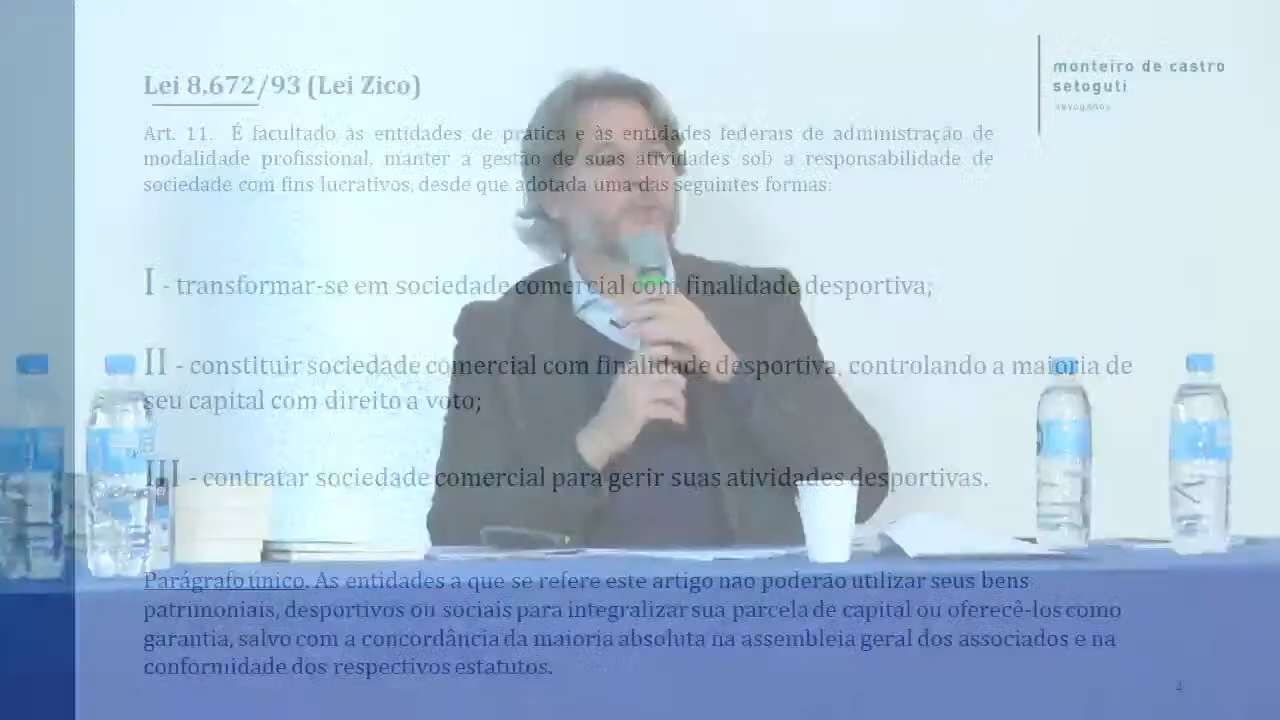 Lei 8.672/93 (Lei Zico)
monteiro de castro
setoguti
advogados
Art. 11. É facultado às entidades de prática e às entidades federais de administração de
modalidade profissional, manter a gestão de suas atividades sob a responsabilidade de
sociedade com fins lucrativos, desde que adotada uma das seguintes formas:
I - transformar-se em sociedade comercial com finalidade desportiva;
II - constituir sociedade comercial com finalidade desportiva, controlando a maioria de
seu capital com direito a voto;
III - contratar sociedade comercial para gerir suas atividades desportivas.
Parágrafo único. As entidades a que se refere este artigo não poderão utilizar seus bens
patrimoniais, desportivos ou sociais para integralizar sua parcela de capital ou oferecê-los como
garantia, salvo com a concordância da maioria absoluta na assembleia geral dos associados e na
conformidade dos respectivos estatutos.
4